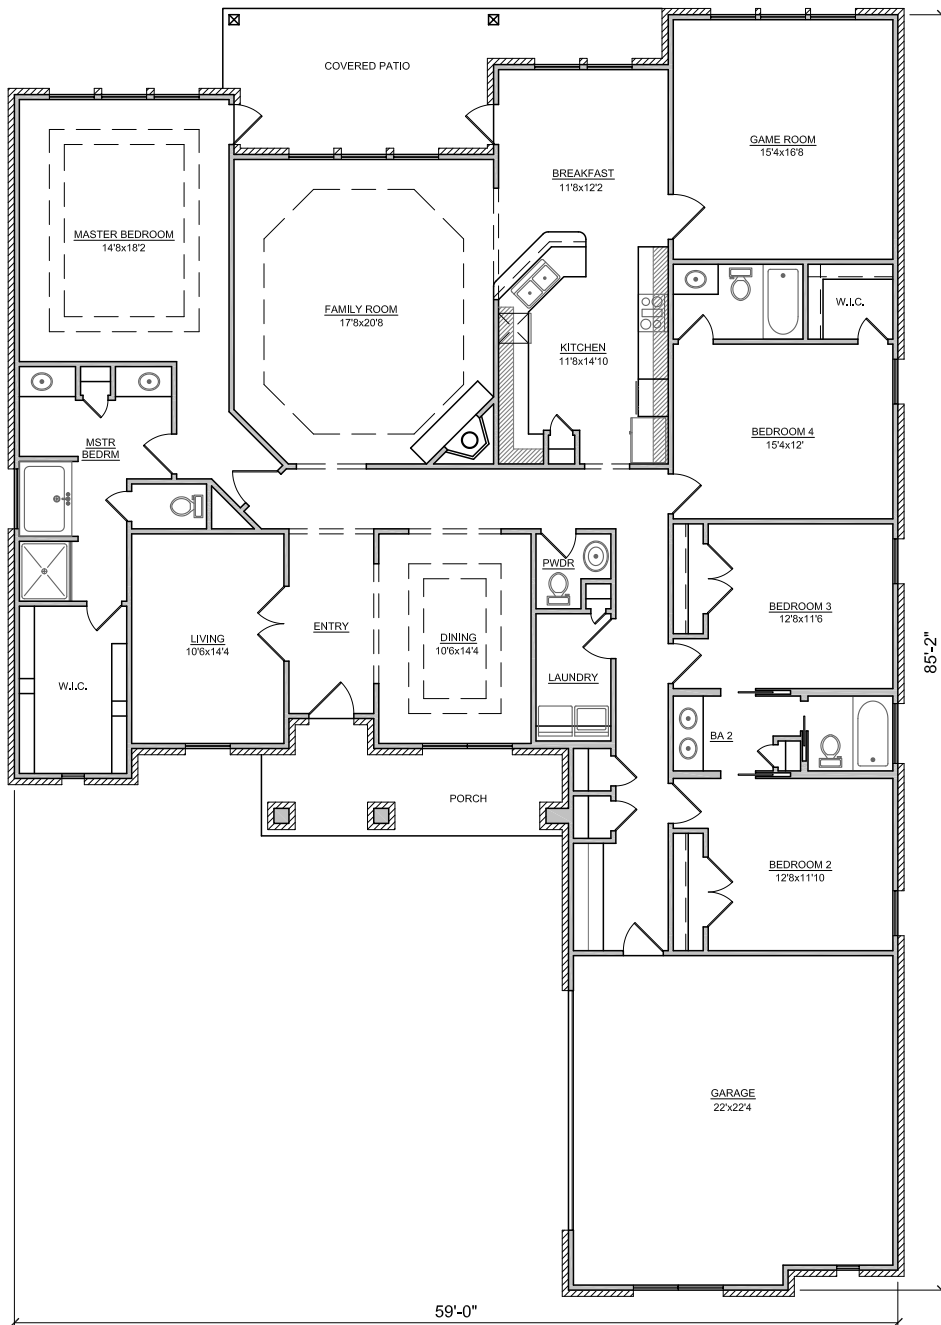 COVERED PATIO
GAME ROOM
15'4x16'8
BREAKFAST
11'8x12'2
MASTER BEDROOM
14'8x18'2
FAMILY ROOM
17'8x20'8
W.I.C.
KITCHEN
11'8x14'10
BEDROOM 4
15'4x12'
MSTR
BEDRM
PWDR
BEDROOM 3
12'8x11'6
LIVING
10'6x14'4
ENTRY
DINING
10'6x14'4
LAUNDRY
W.I.C.
BA 2
PORCH
BEDROOM 2
12'8x11'10
GARAGE
22'x22'4
85'-2"
59'-0"